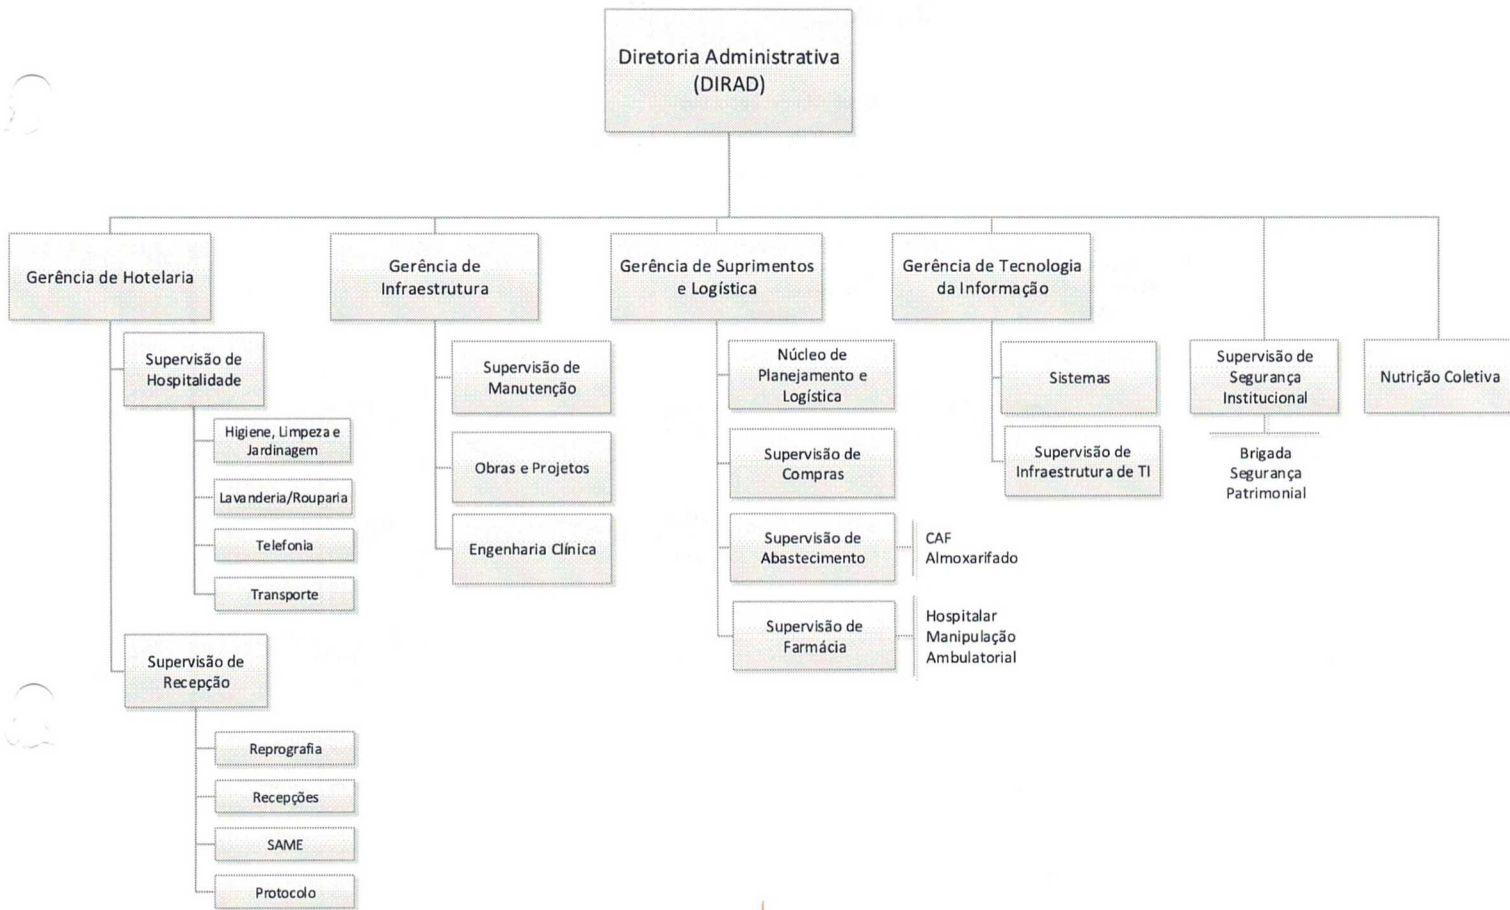 Diretoria Administrativa
(DIRAD)
Gerência de Hotelaria
Supervisão de
Hospitalidade
Higiene, Limpeza e
Jardinagem
Lavanderia/Rouparia
Telefonia
Transporte
Supervisão de
Recepção
Reprografia
Recepções
SAME
Protocolo
Gerência de
Infraestrutura
Supervisão de
Manutenção
Obras e Projetos
Engenharia Clínica
Gerência de Suprimentos
e Logística
Núcleo de
Planejamento e
Logística
Supervisão de
Compras
Supervisão de
Abastecimento
CAF
Almoxarifado
Supervisão de
Farmácia
Hospitalar
Manipulação
Ambulatorial
Gerência de Tecnologia
da Informação
Sistemas
Supervisão de
Infraestrutura de TI
Supervisão de
Segurança
Institucional
Brigada
Segurança
Patrimonial
Nutrição Coletiva